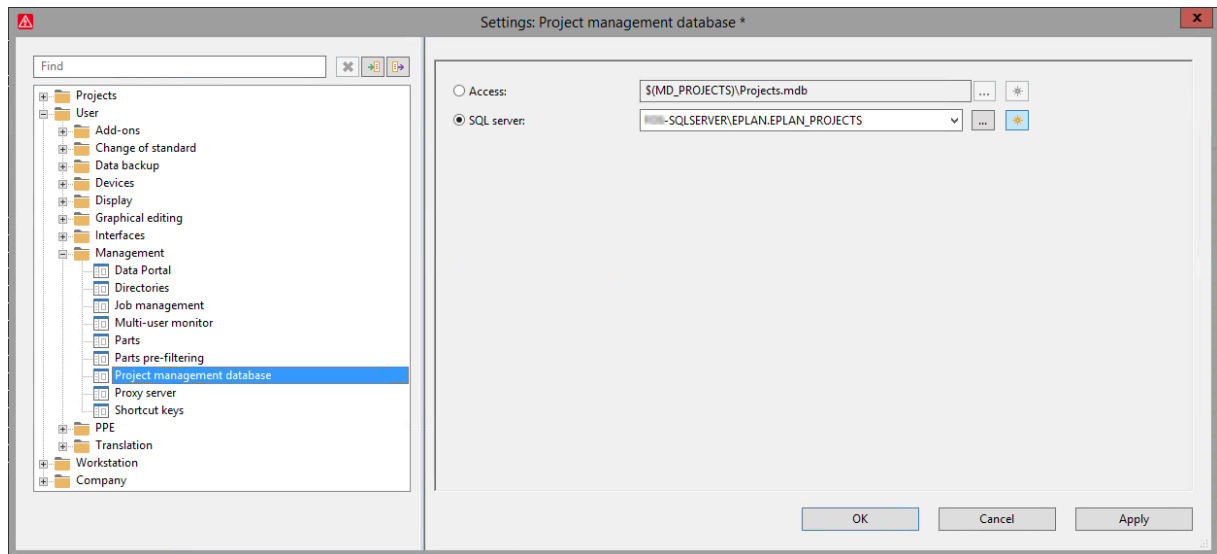 Settings: Project management database *
x
Find
Projects
User
Add-ons
Change of standard
Data backup
Devices
Display
Graphical editing
Interfaces
Management
Data Portal
Directories
Job management
Multi-user monitor
Parts
Parts pre-filtering
Project management database
Proxy server
Shortcut keys
PPE
Translation
Workstation
Company
Access: $(MD_PROJECTS)\Projects.mdb ...
SQL server: -SQLSERVER\EPLAN.EPLAN_PROJECTS ...
OK Cancel Apply